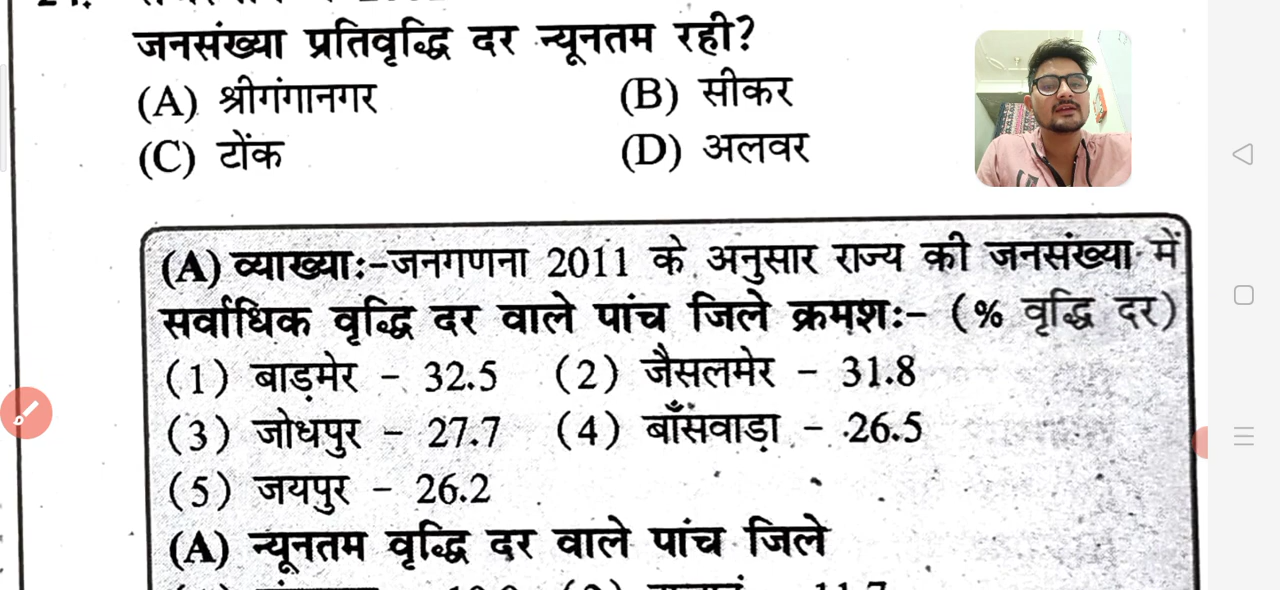 जनसंख्या प्रतिवृद्धि दर न्यूनतम रही?
(A) श्रीगंगानगर (B) सीकर
(C) टोंक (D) अलवर
(A) व्याख्याः-जनगणना 2011 के अनुसार राज्य की जनसंख्या में
सर्वाधिक वृद्धि दर वाले पांच जिले क्रमशः- (% वृद्धि दर)
(1) बाड़मेर - 32.5 (2) जैसलमेर - 31.8
(3) जोधपुर - 27.7 (4) बाँसवाड़ा - 26.5
(5) जयपुर - 26.2
(A) न्यूनतम वृद्धि दर वाले पांच जिले